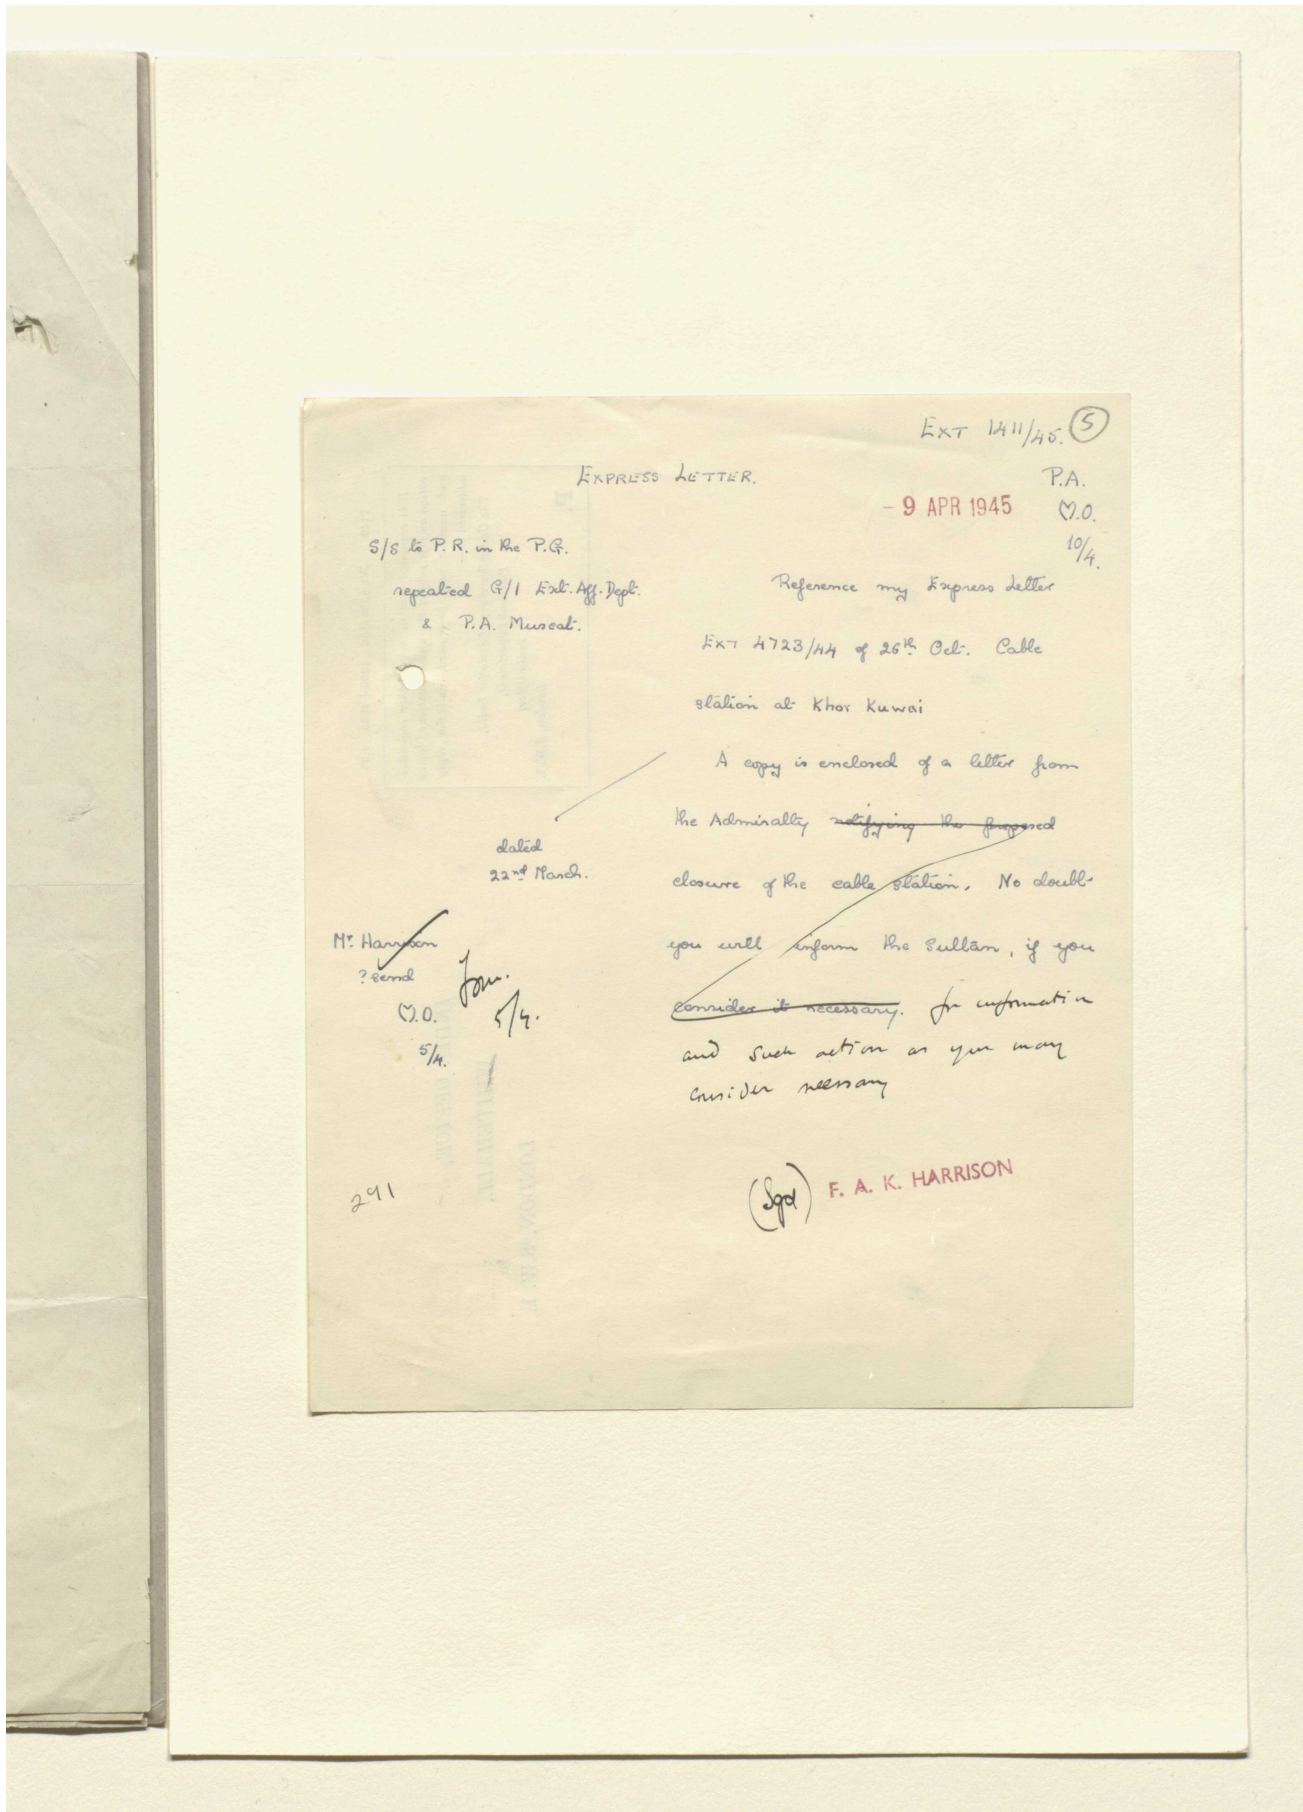 EXT 1411/45. 5
EXPRESS LETTER.
P.A.
- 9 APR 1945
M.O.
10/4.
S/S to P.R. in the P.G.
repeated G/I Ext. Aff. Dept.
& P.A. Muscat.
Reference my Express Letter
EXT 4723/44 of 26th Oct. Cable
station at Khor Kuwai
A copy is enclosed of a letter from
the Admiralty notifying the proposed
dated
22nd March.
closure of the cable station. No doubt
you will inform the Sultan, if you
consider it necessary. for information
and such action as you may
consider necessary
Mr Harrison
? send
M.O.
5/4.
5/4.
(Sgd) F. A. K. HARRISON
291
LONDON, S.W.1.